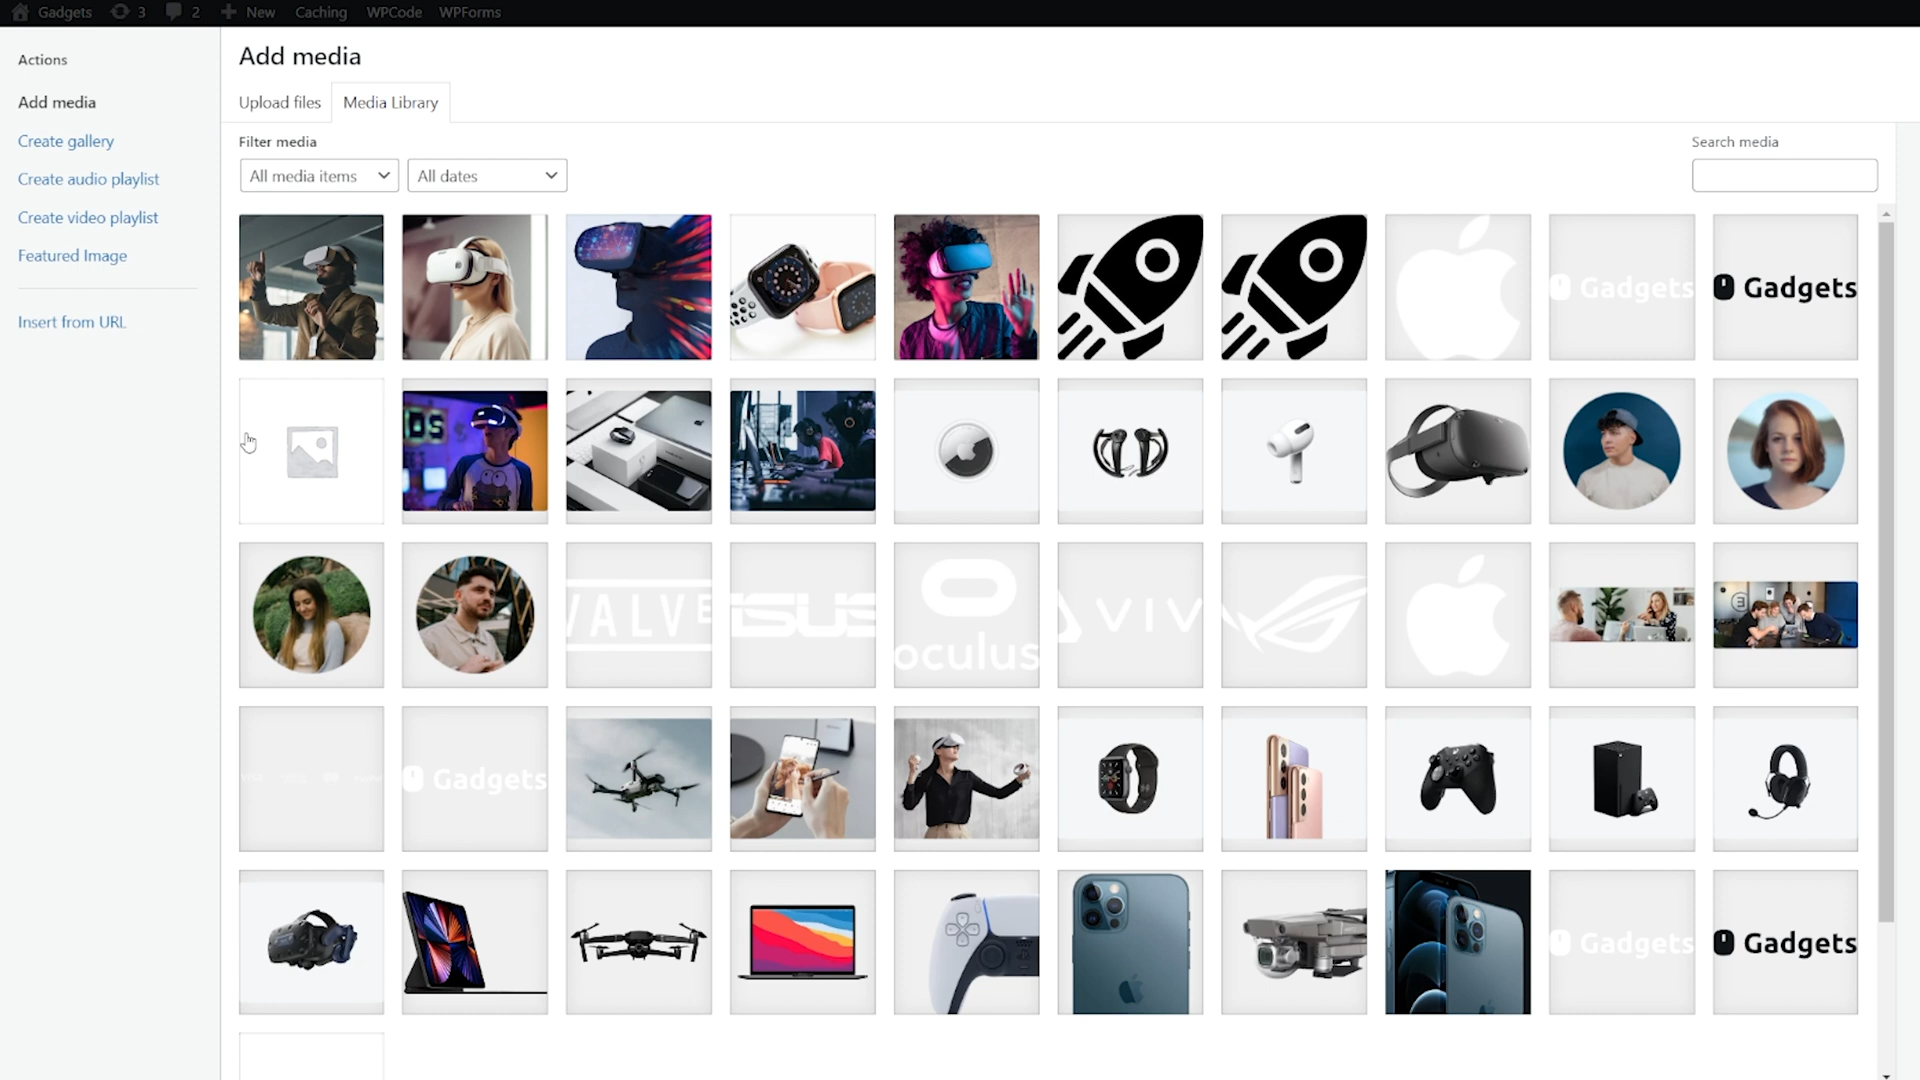 Gadgets 3 2 New Caching WPCode WPForms
Actions
Add media
Create gallery
Create audio playlist
Create video playlist
Featured Image
Insert from URL
Add media
Upload files Media Library
Filter media
All media items All dates
Search media
Gadgets
Gadgets
VALVE
ISUS
oculus
VIV
VISA
Gadgets
Gadgets
Gadgets